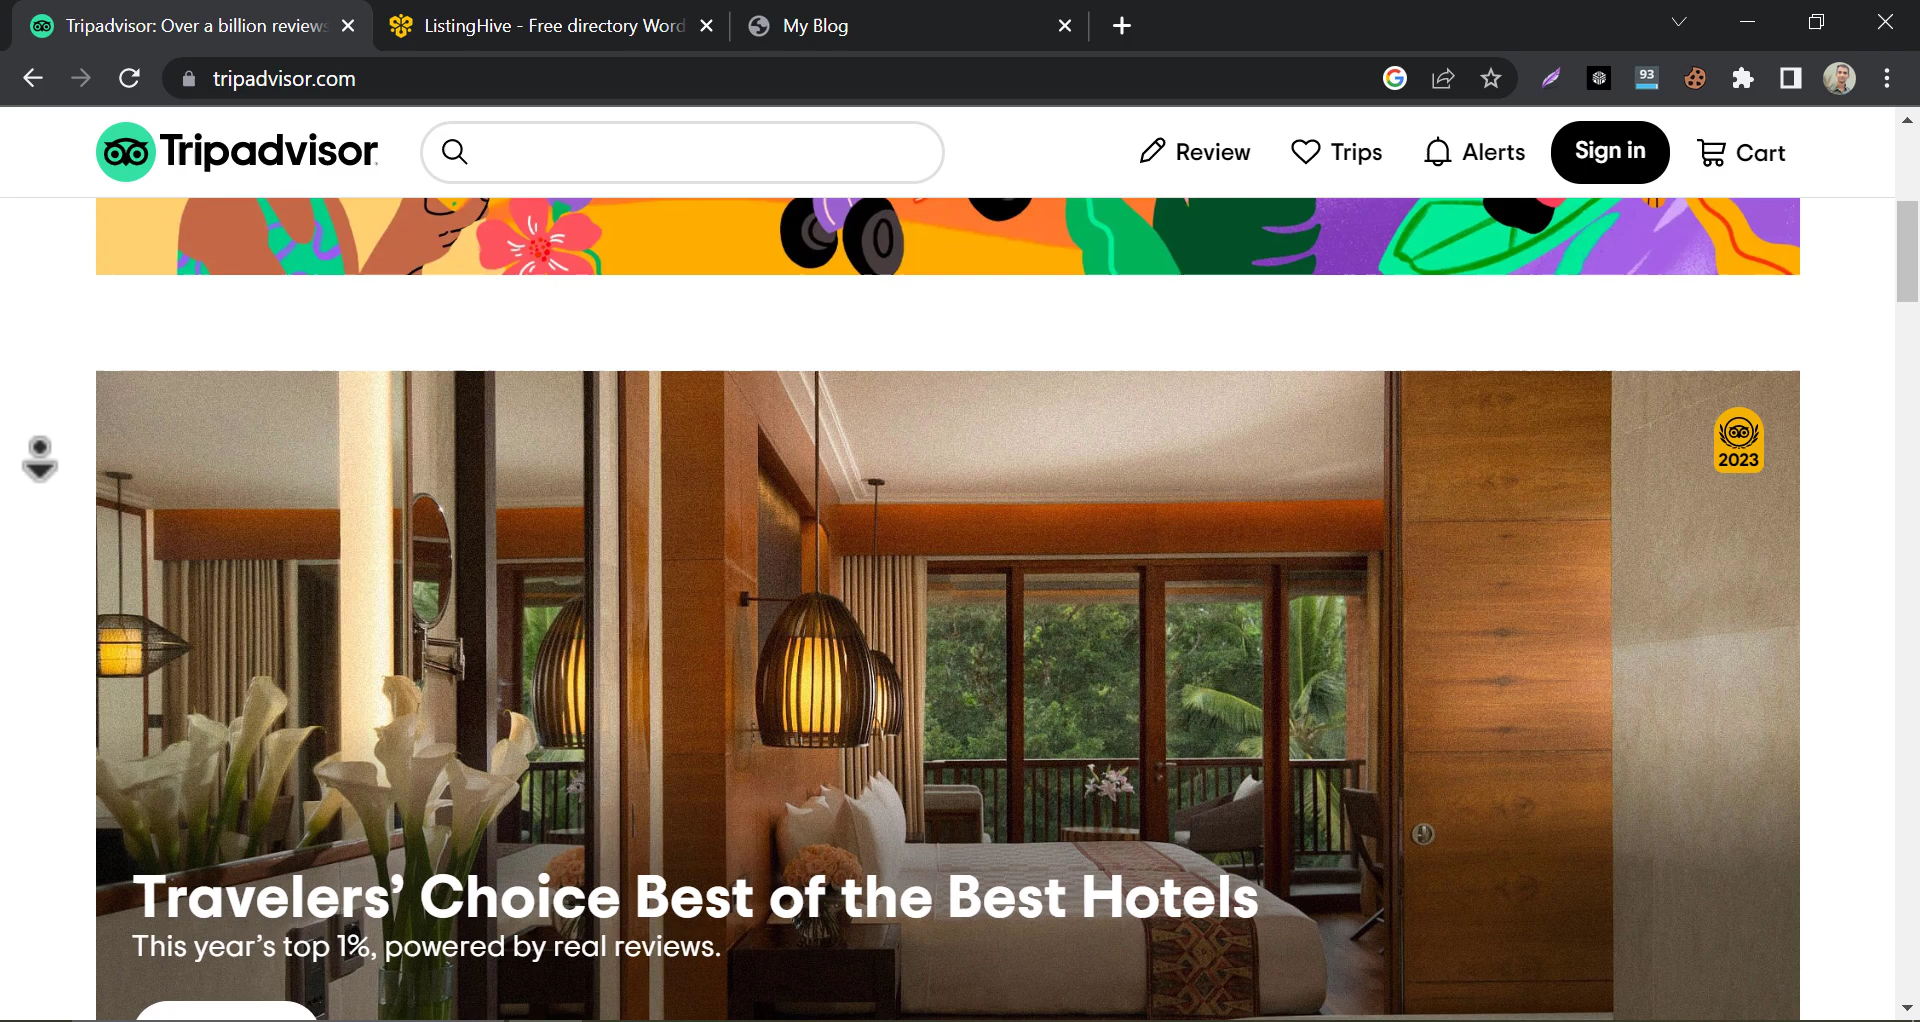 Tripadvisor: Over a billion reviews
ListingHive - Free directory Word
My Blog
tripadvisor.com
93
Tripadvisor
Review
Trips
Alerts
Sign in
Cart
2023
Travelers’ Choice Best of the Best Hotels
This year’s top 1%, powered by real reviews.